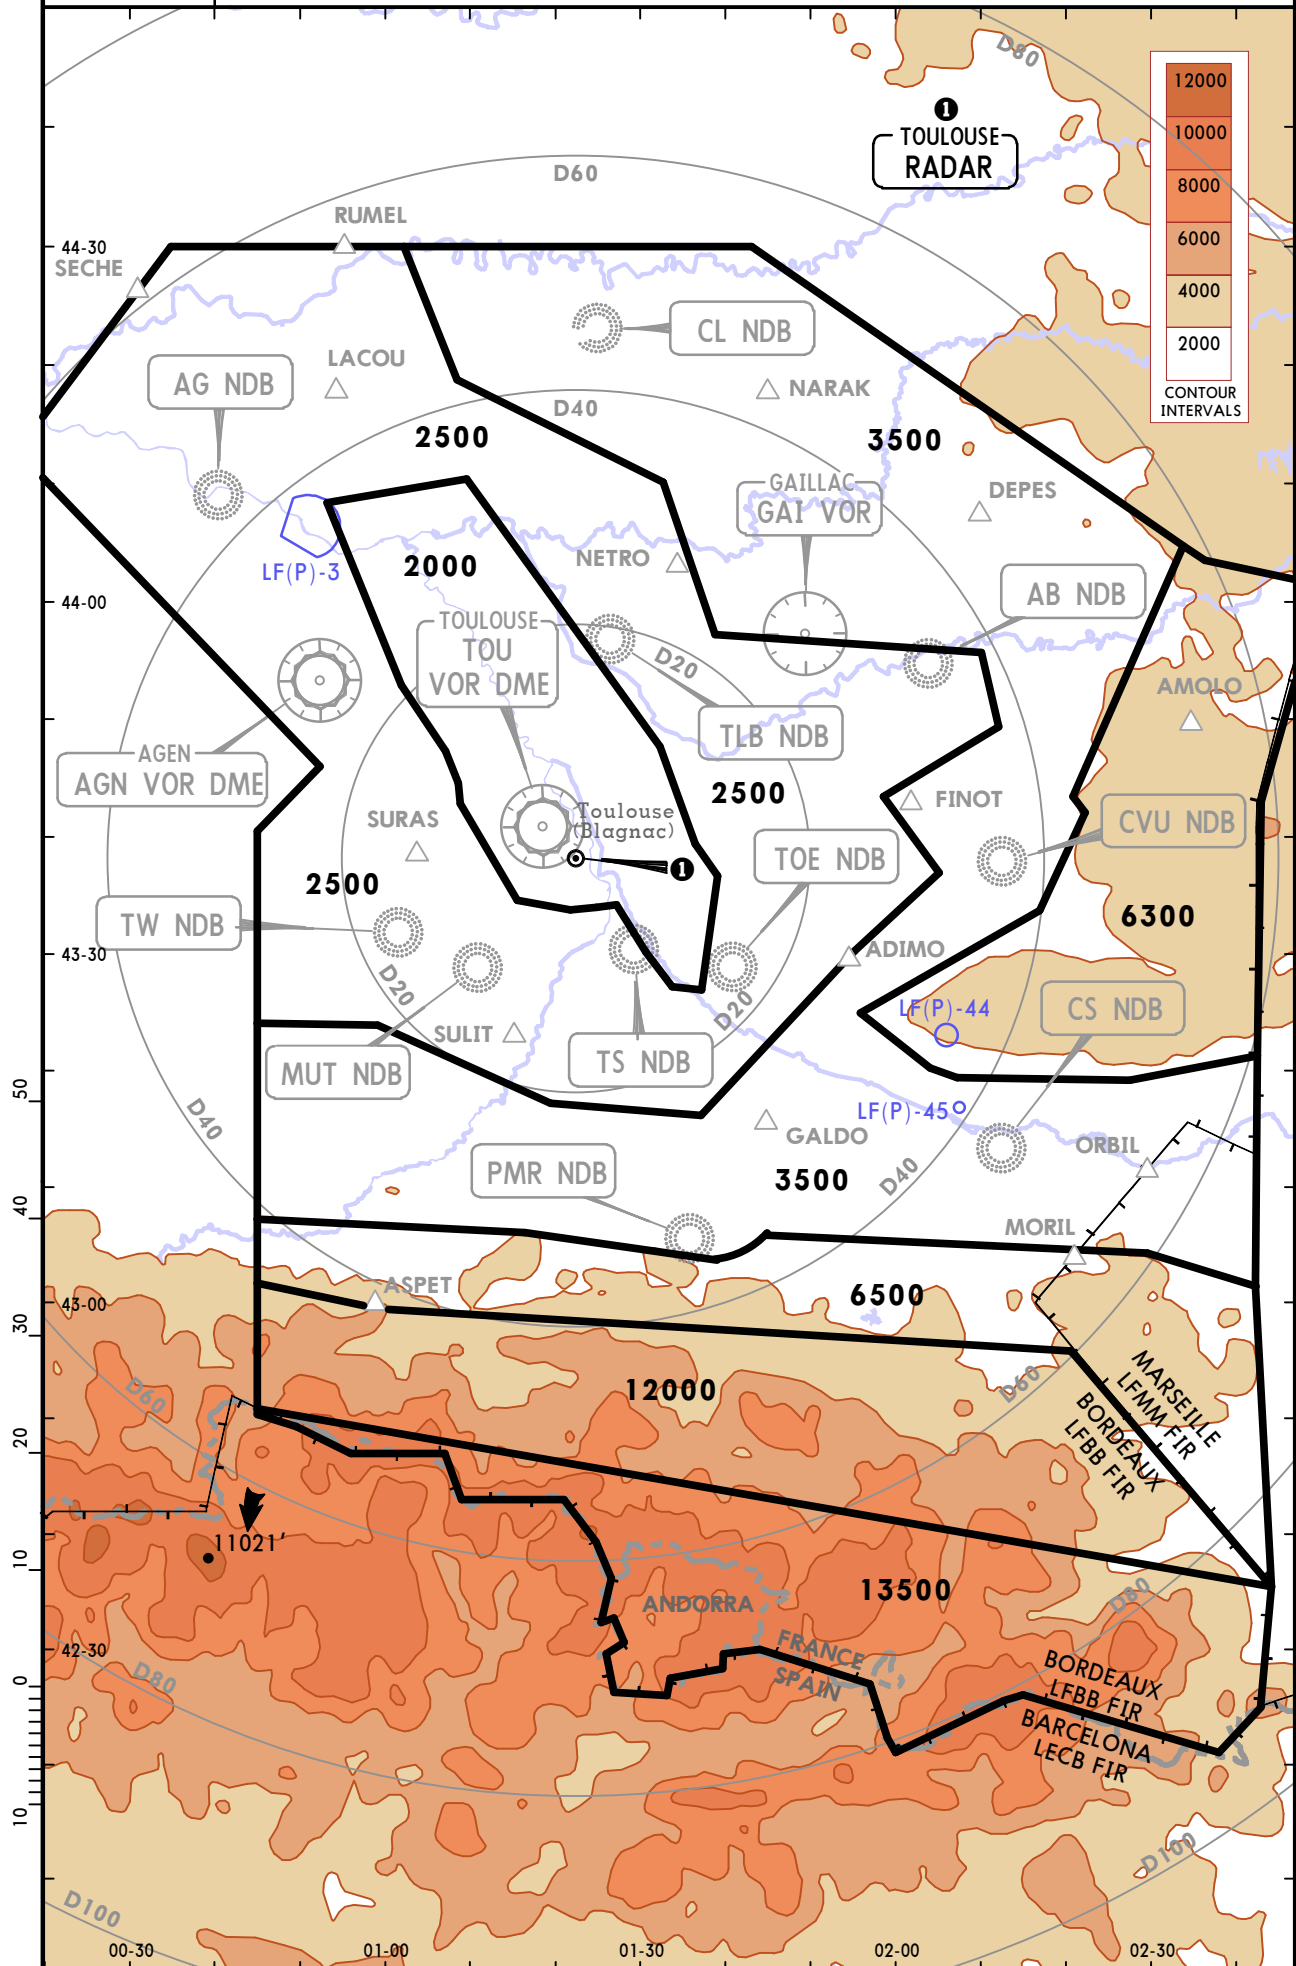 D80
12000
10000
8000
6000
4000
2000
CONTOUR
INTERVALS
1
TOULOUSE
RADAR
D60
RUMEL
44-30
SECHE
CL NDB
LACOU
AG NDB
NARAK
D40
2500
3500
GAILLAC
GAI VOR
DEPES
LF(P)-3
2000
NETRO
AB NDB
44-00
TOULOUSE
TOU
VOR DME
D20
AMOLO
TLB NDB
AGEN
AGN VOR DME
2500
FINOT
SURAS
Toulouse
(Blagnac)
CVU NDB
TOE NDB
1
2500
TW NDB
6300
43-30
ADIMO
D20
D20
LF(P)-44
CS NDB
SULIT
TS NDB
MUT NDB
50
D40
LF(P)-45
GALDO
ORBIL
PMR NDB
3500
D40
40
MORIL
ASPET
6500
43-00
30
MARSEILLE
LFMM FIR
BORDEAUX
LFBB FIR
D60
12000
D60
20
11021'
10
13500
ANDORRA
D80
42-30
FRANCE
SPAIN
BORDEAUX
LFBB FIR
BARCELONA
LECB FIR
D80
0
10
D100
D100
00-30
01-00
01-30
02-00
02-30